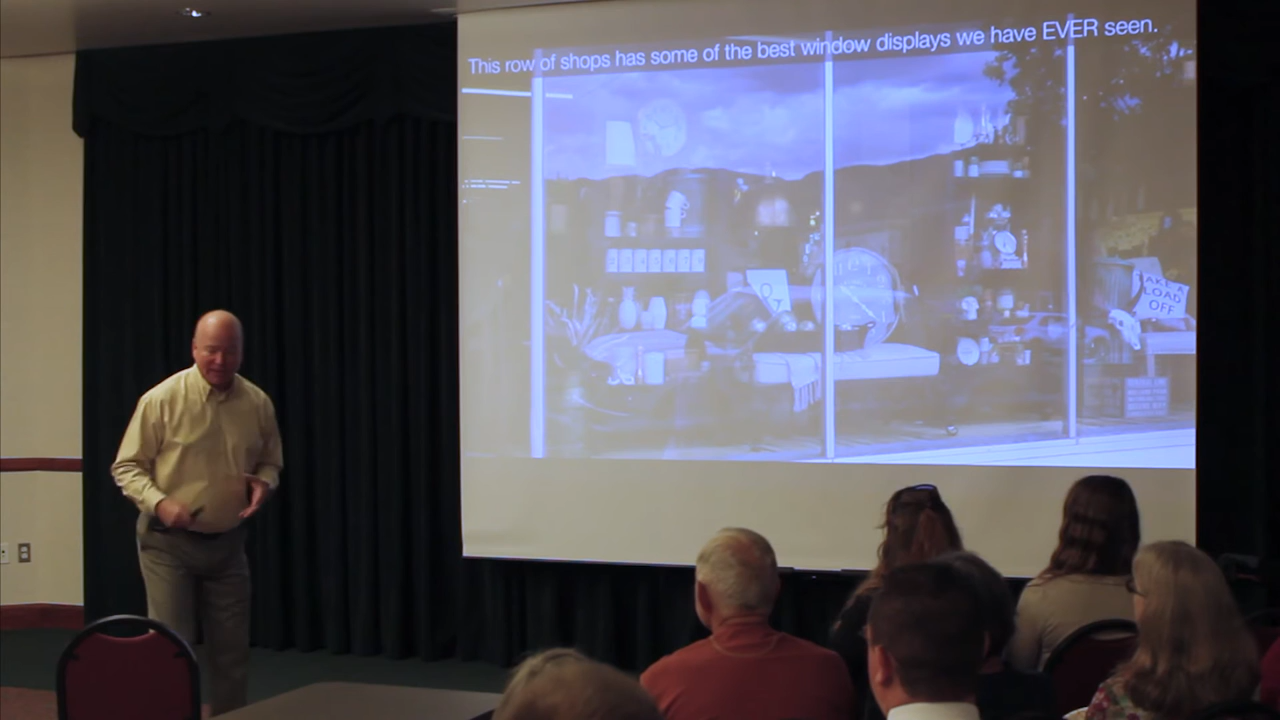 This row of shops has some of the best window displays we have EVER seen.
&
TAKE A
LOAD
OFF